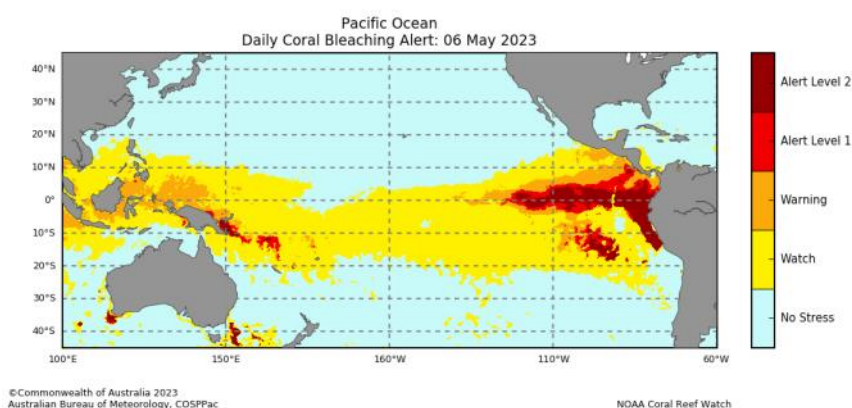 Pacific Ocean
Daily Coral Bleaching Alert: 06 May 2023
40°N
30°N
20°N
10°N
0°
10°S
20°S
30°S
40°S
100°E
150°E
160°W
110°W
60°W
Alert Level 2
Alert Level 1
Warning
Watch
No Stress
©Commonwealth of Australia 2023
Australian Bureau of Meteorology, COSPPac
NOAA Coral Reef Watch